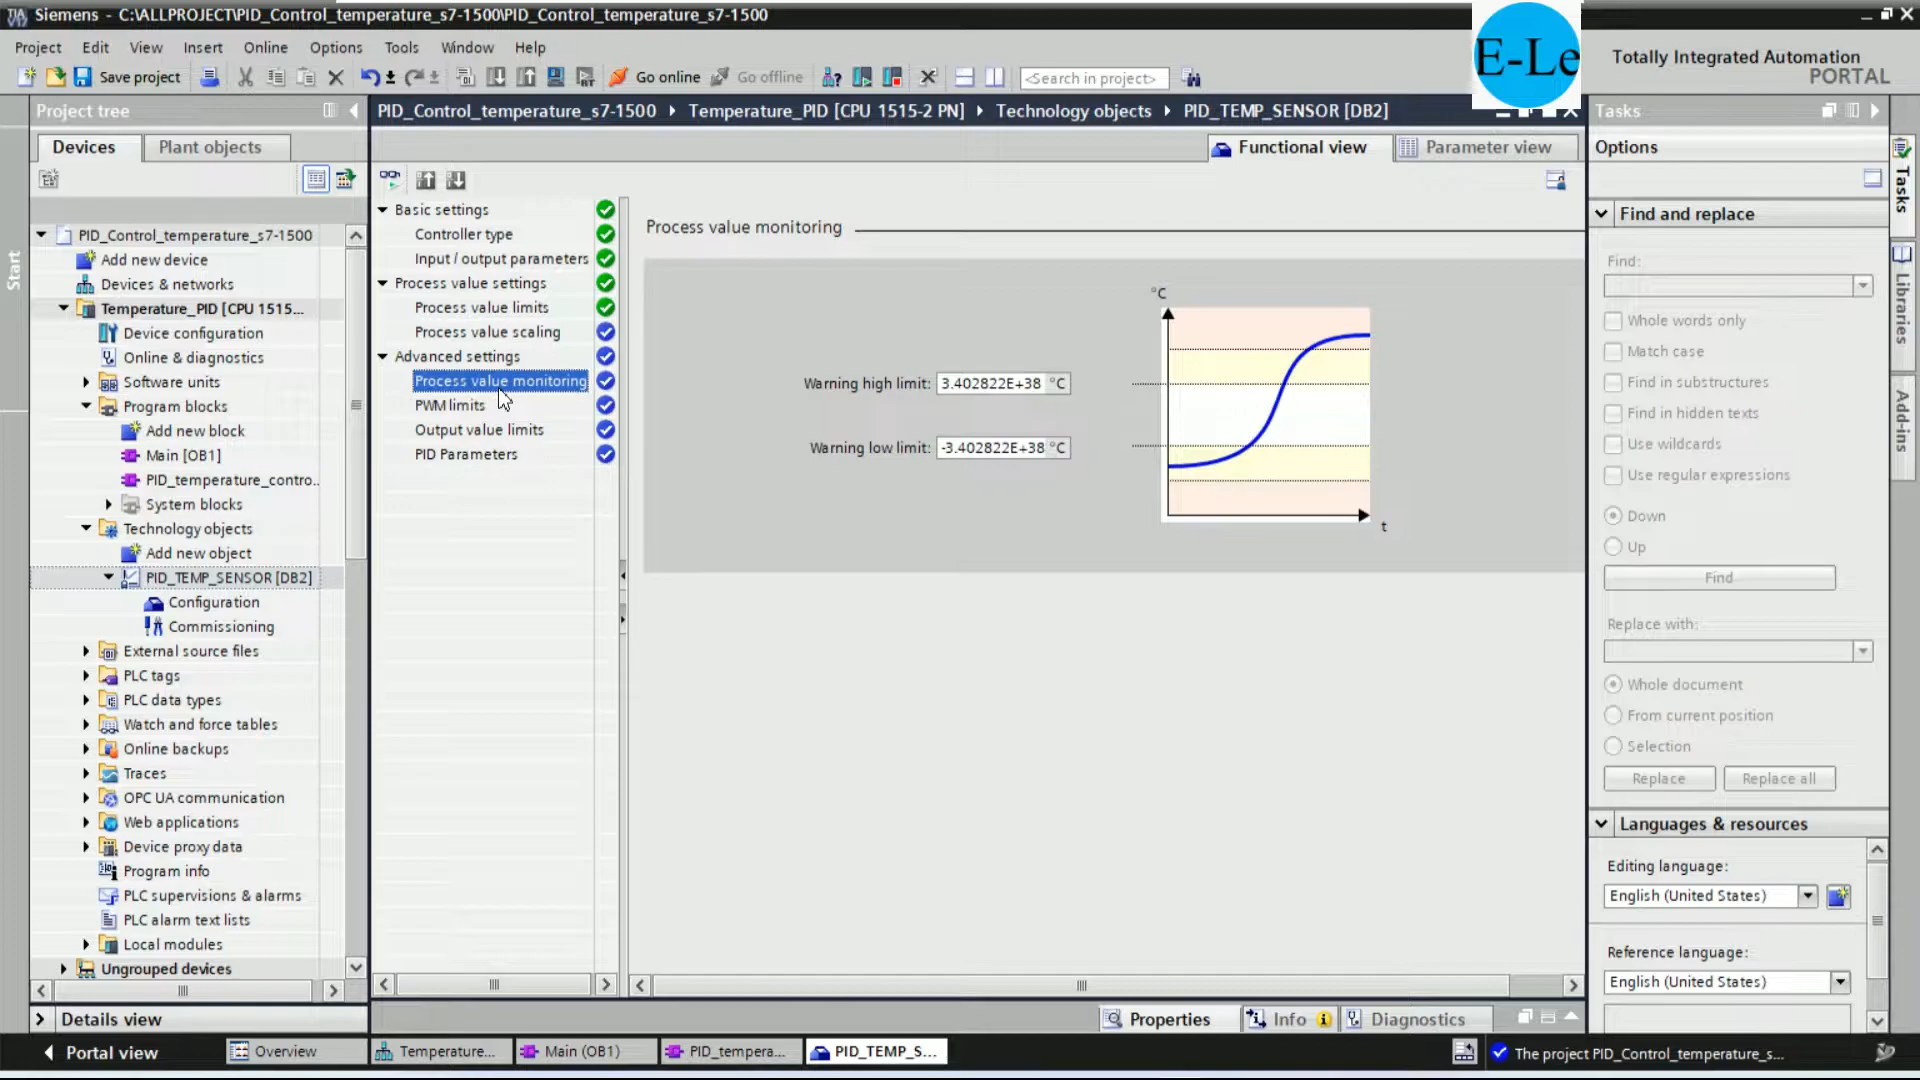 Siemens - C:\ALLPROJECT\PID_Control_temperature_s7-1500\PID_Control_temperature_s7-1500
Project Edit View Insert Online Options Tools Window Help
Save project Go online Go offline <Search in project>
E-Le
Totally Integrated Automation
PORTAL
Project tree
PID_Control_temperature_s7-1500 Temperature_PID [CPU 1515-2 PN] Technology objects PID_TEMP_SENSOR [DB2]
Tasks
Devices Plant objects
Functional view Parameter view
Options
Start
PID_Control_temperature_s7-1500
Add new device
Devices & networks
Temperature_PID [CPU 1515...
Device configuration
Online & diagnostics
Software units
Program blocks
Add new block
Main [OB1]
PID_temperature_contro..
System blocks
Technology objects
Add new object
PID_TEMP_SENSOR [DB2]
Configuration
Commissioning
External source files
PLC tags
PLC data types
Watch and force tables
Online backups
Traces
OPC UA communication
Web applications
Device proxy data
Program info
PLC supervisions & alarms
PLC alarm text lists
Local modules
Ungrouped devices
Details view
Basic settings
Controller type
Input / output parameters
Process value settings
Process value limits
Process value scaling
Advanced settings
Process value monitoring
PWM limits
Output value limits
PID Parameters
Process value monitoring
°C
Warning high limit: 3.402822E+38 °C
Warning low limit: -3.402822E+38 °C
t
Find and replace
Find:
Whole words only
Match case
Find in substructures
Find in hidden texts
Use wildcards
Use regular expressions
Down
Up
Find
Replace with:
Whole document
From current position
Selection
Replace Replace all
Languages & resources
Editing language:
English (United States)
Reference language:
English (United States)
Tasks
Libraries
Add-ins
Properties Info Diagnostics
Portal view Overview Temperature... Main (OB1) PID_tempera... PID_TEMP_S... The project PID_Control_temperature_s...